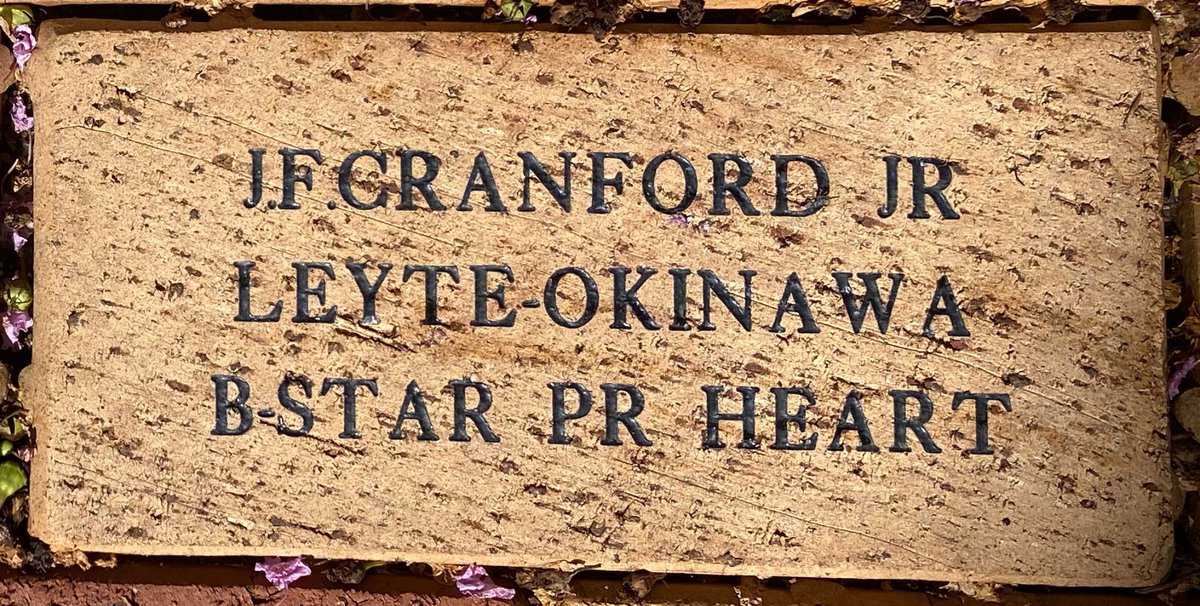 J.F.CRANFORD JR
LEYTE-OKINAWA
B-STAR PR HEART